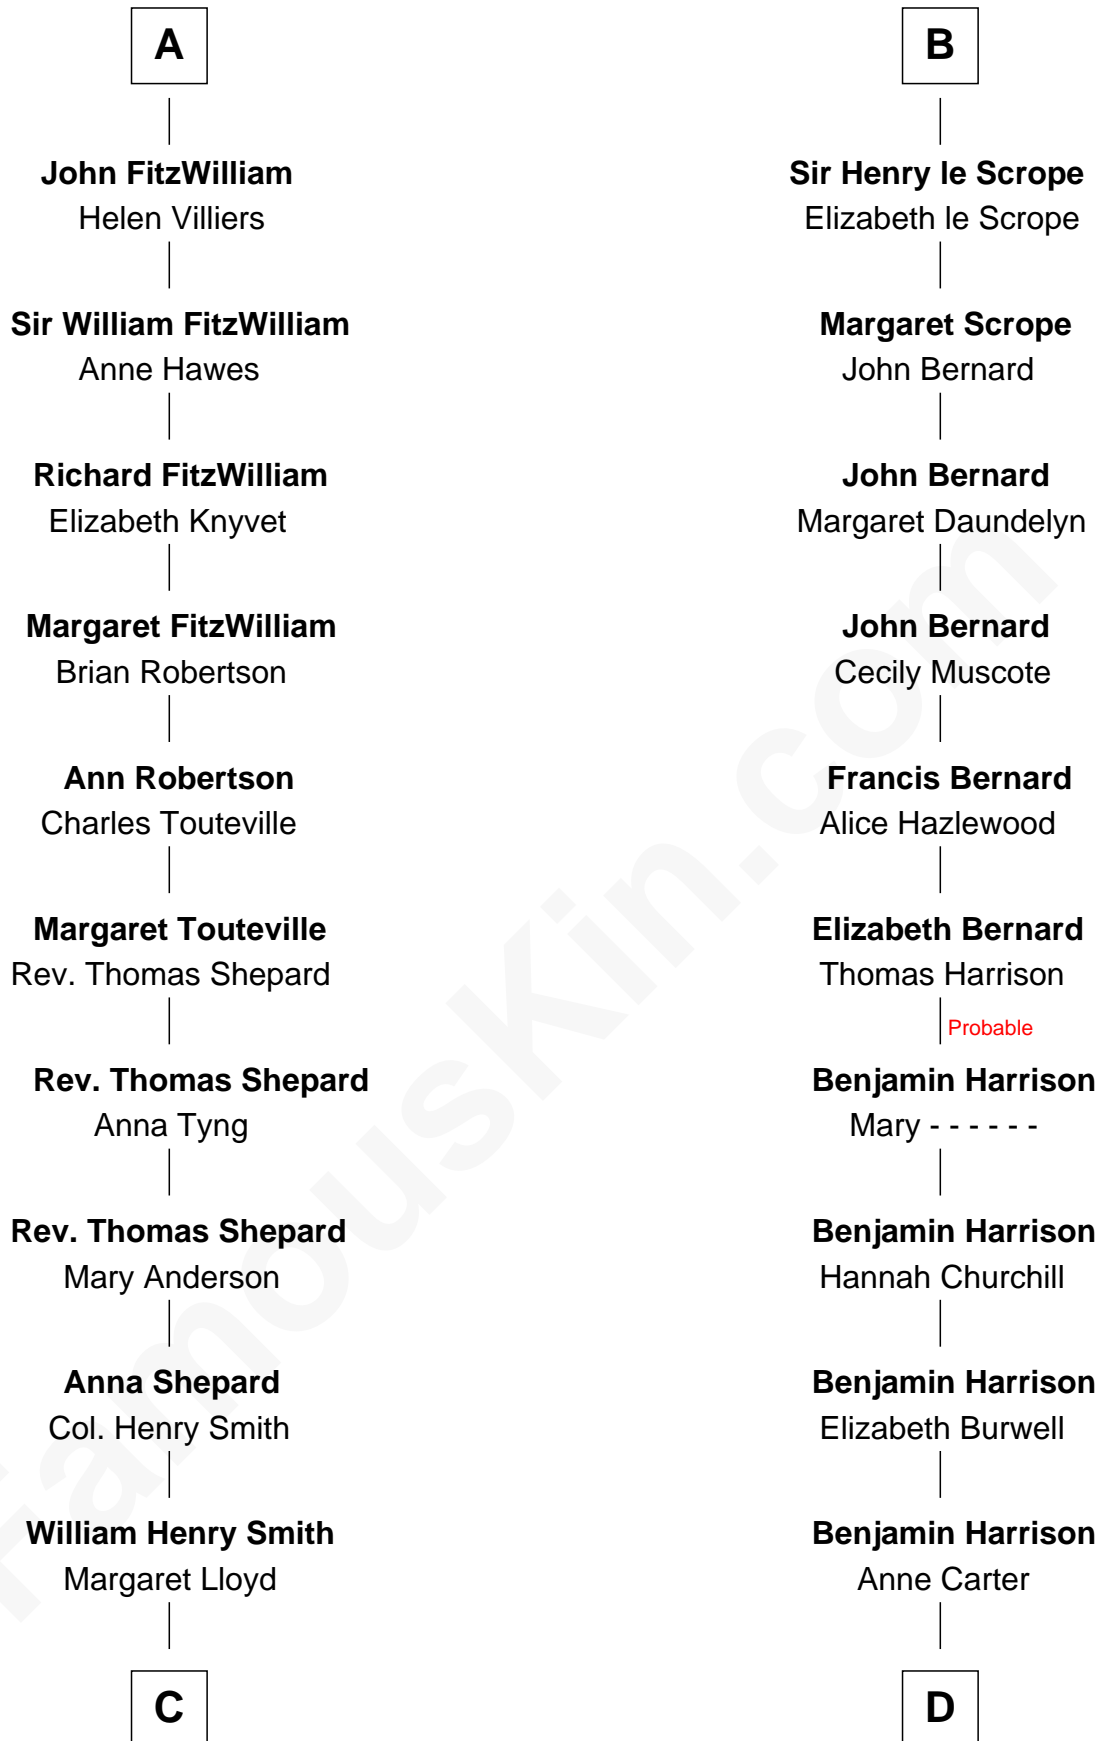 A
John FitzWilliam
Helen Villiers
Sir William FitzWilliam
Anne Hawes
Richard FitzWilliam
Elizabeth Knyvet
Margaret FitzWilliam
Brian Robertson
Ann Robertson
Charles Touteville
Margaret Touteville
Rev. Thomas Shepard
Rev. Thomas Shepard
Anna Tyng
Rev. Thomas Shepard
Mary Anderson
Anna Shepard
Col. Henry Smith
William Henry Smith
Margaret Lloyd
C
B
Sir Henry le Scrope
Elizabeth le Scrope
Margaret Scrope
John Bernard
John Bernard
Margaret Daundelyn
John Bernard
Cecily Muscote
Francis Bernard
Alice Hazlewood
Elizabeth Bernard
Thomas Harrison
Probable
Benjamin Harrison
Mary - - - - - -
Benjamin Harrison
Hannah Churchill
Benjamin Harrison
Elizabeth Burwell
Benjamin Harrison
Anne Carter
D
FamousKin.com